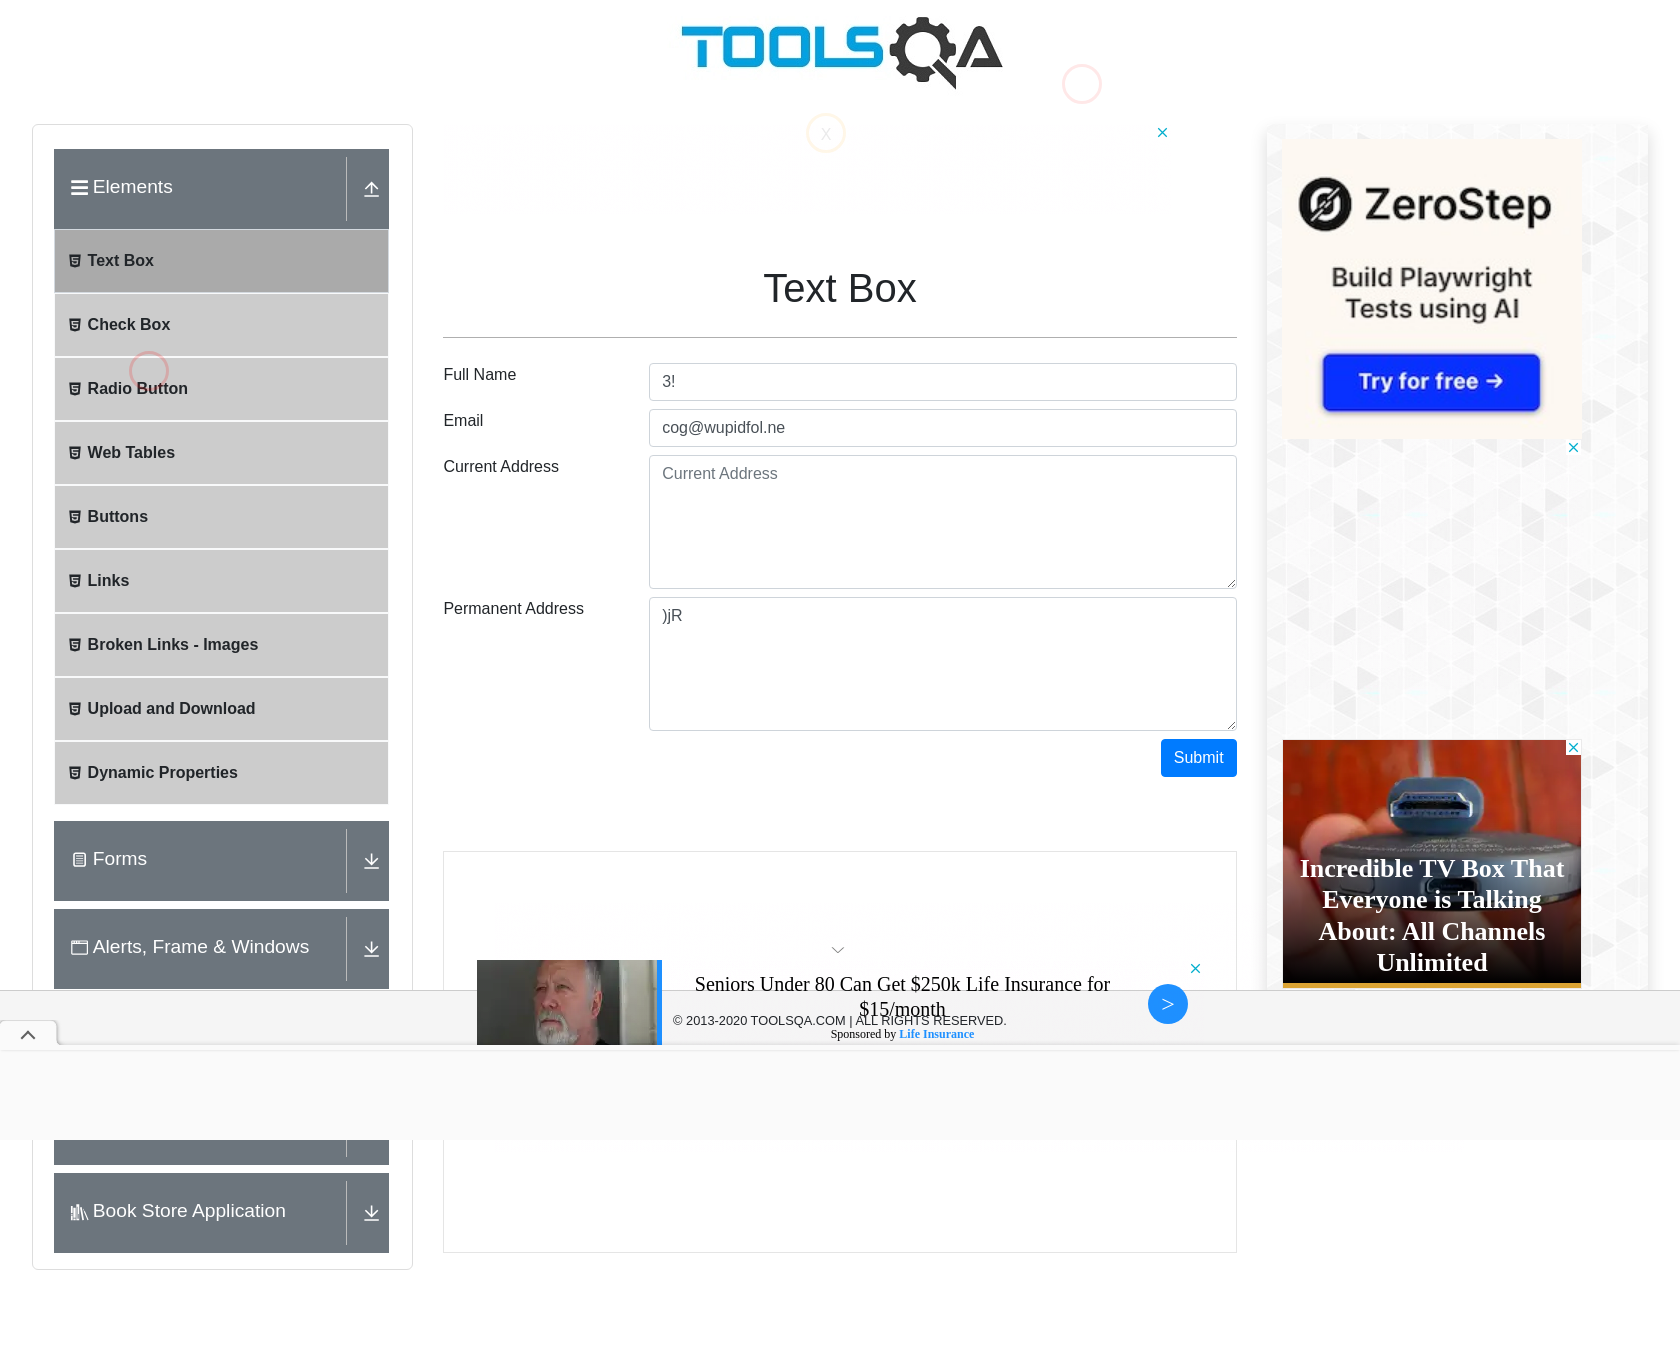 TOOLSQA
X
Elements
Text Box
Check Box
Radio Button
Web Tables
Buttons
Links
Broken Links - Images
Upload and Download
Dynamic Properties
Forms
Alerts, Frame & Windows
Book Store Application
Text Box
Full Name
3!
Email
cog@wupidfol.ne
Current Address
Current Address
Permanent Address
)jR
Submit
Seniors Under 80 Can Get $250k Life Insurance for
$15/month
© 2013-2020 TOOLSQA.COM | ALL RIGHTS RESERVED.
Sponsored by Life Insurance
>
ZeroStep
Build Playwright
Tests using AI
Try for free →
Incredible TV Box That
Everyone is Talking
About: All Channels
Unlimited